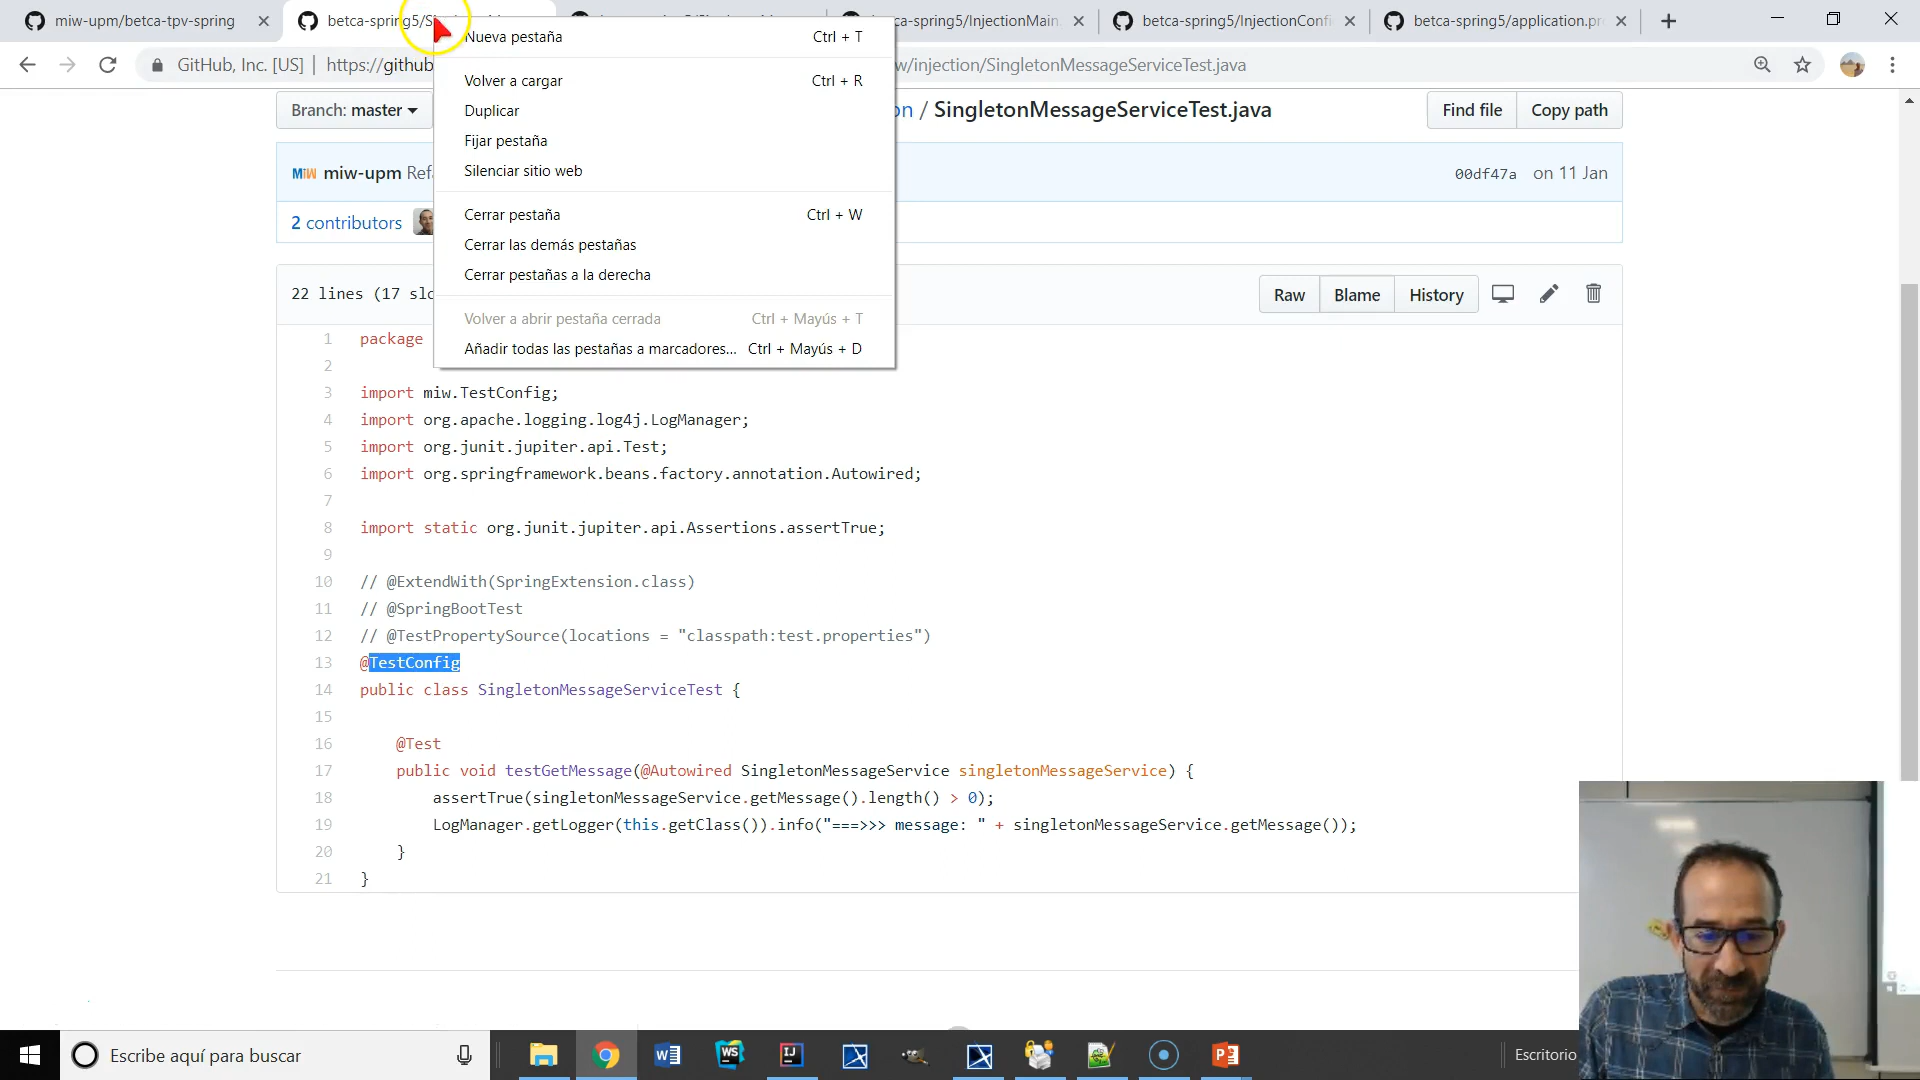 miw-upm/betca-tpv-spring
betca-spring5/S
ca-spring5/InjectionMain
betca-spring5/InjectionConfi
betca-spring5/application.pr
GitHub, Inc. [US] | https://github
w/injection/SingletonMessageServiceTest.java
Nueva pestaña Ctrl + T
Volver a cargar Ctrl + R
Duplicar
Fijar pestaña
Silenciar sitio web
Cerrar pestaña Ctrl + W
Cerrar las demás pestañas
Cerrar pestañas a la derecha
Volver a abrir pestaña cerrada Ctrl + Mayús + T
Añadir todas las pestañas a marcadores... Ctrl + Mayús + D
Branch: master
on / SingletonMessageServiceTest.java
Find file Copy path
MIW miw-upm Ref
00df47a on 11 Jan
2 contributors
22 lines (17 slo
Raw Blame History
1 package
2
3 import miw.TestConfig;
4 import org.apache.logging.log4j.LogManager;
5 import org.junit.jupiter.api.Test;
6 import org.springframework.beans.factory.annotation.Autowired;
7
8 import static org.junit.jupiter.api.Assertions.assertTrue;
9
10 // @ExtendWith(SpringExtension.class)
11 // @SpringBootTest
12 // @TestPropertySource(locations = "classpath:test.properties")
13 @TestConfig
14 public class SingletonMessageServiceTest {
15
16 @Test
17 public void testGetMessage(@Autowired SingletonMessageService singletonMessageService) {
18 assertTrue(singletonMessageService.getMessage().length() > 0);
19 LogManager.getLogger(this.getClass()).info("===>>> message: " + singletonMessageService.getMessage());
20 }
21 }
Escribe aquí para buscar
WS
IJ
Escritorio